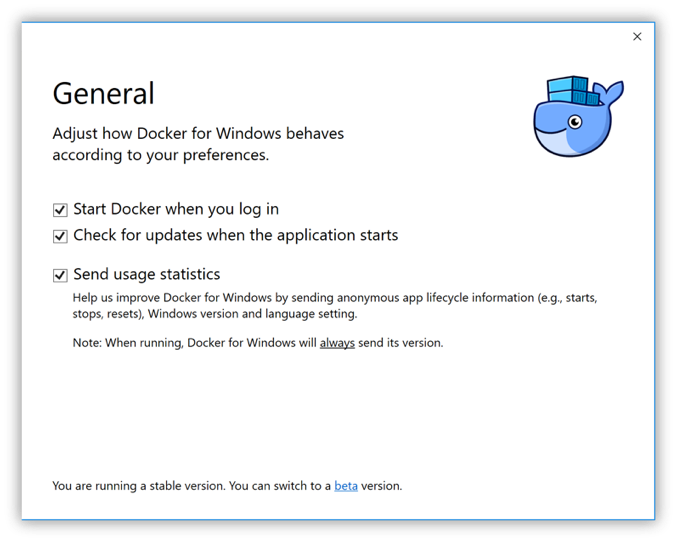 General
Adjust how Docker for Windows behaves
according to your preferences.
Start Docker when you log in
Check for updates when the application starts
Send usage statistics
Help us improve Docker for Windows by sending anonymous app lifecycle information (e.g., starts,
stops, resets), Windows version and language setting.
Note: When running, Docker for Windows will always send its version.
You are running a stable version. You can switch to a beta version.